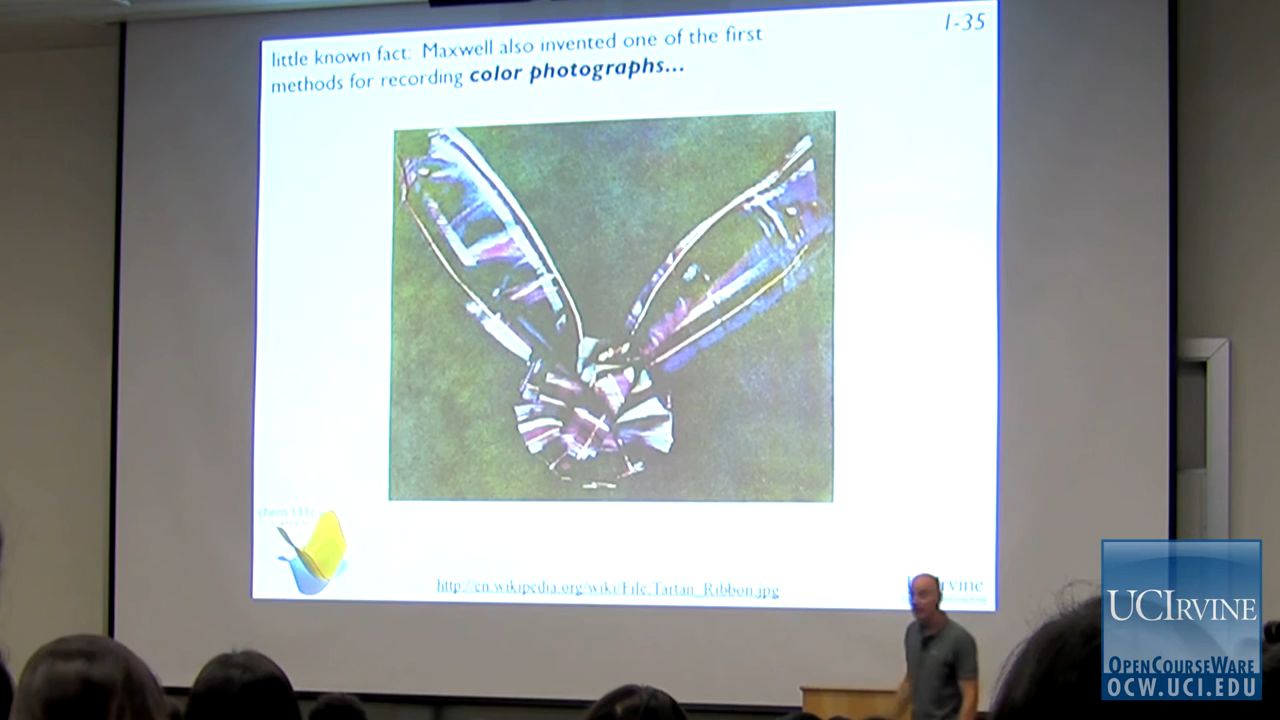 1-35
little known fact: Maxwell also invented one of the first
methods for recording color photographs...
http://en.wikipedia.org/wiki/File:Tartan_Ribbon.jpg
UCIRVINE
OPENCOURSEWARE
OCW.UCI.EDU